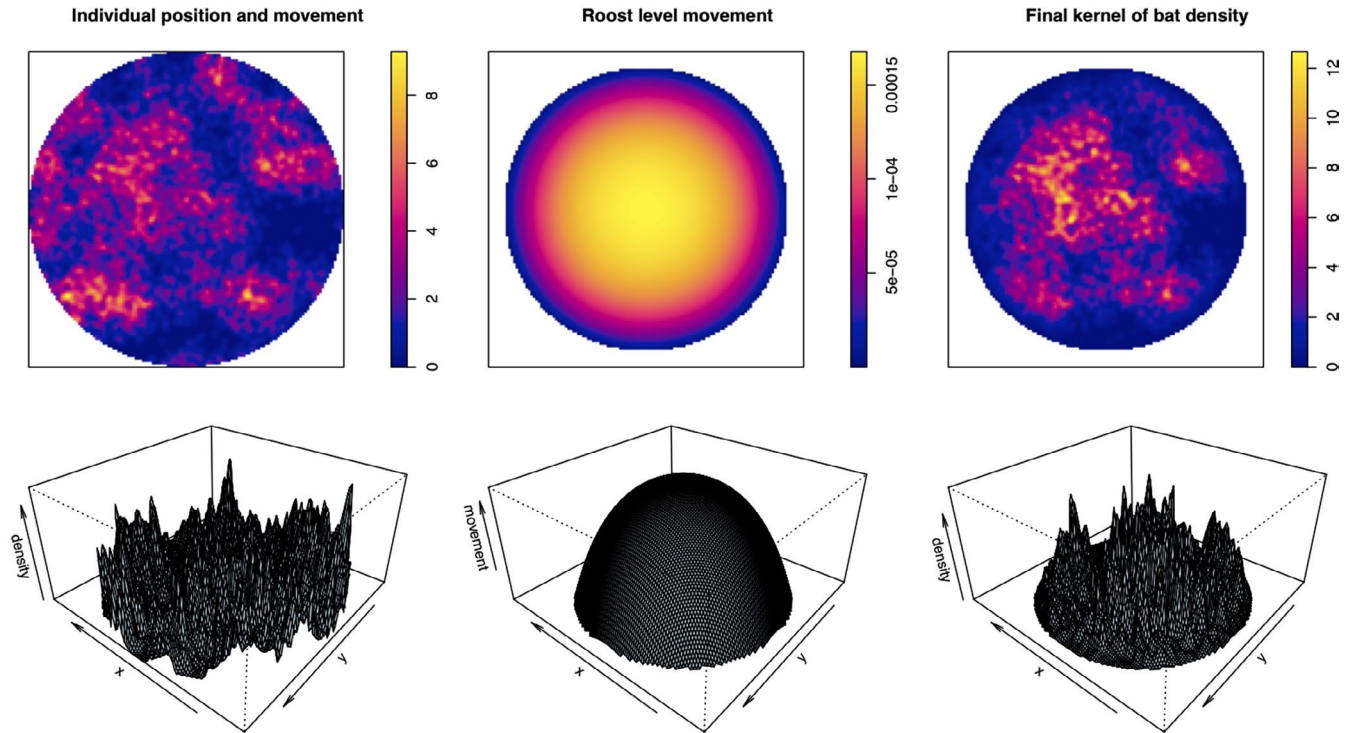 Individual position and movement
Roost level movement
Final kernel of bat density
8
6
4
2
0
0.00015
1e−04
5e−05
12
10
8
6
4
2
0
density
x
y
movement
x
y
density
x
y